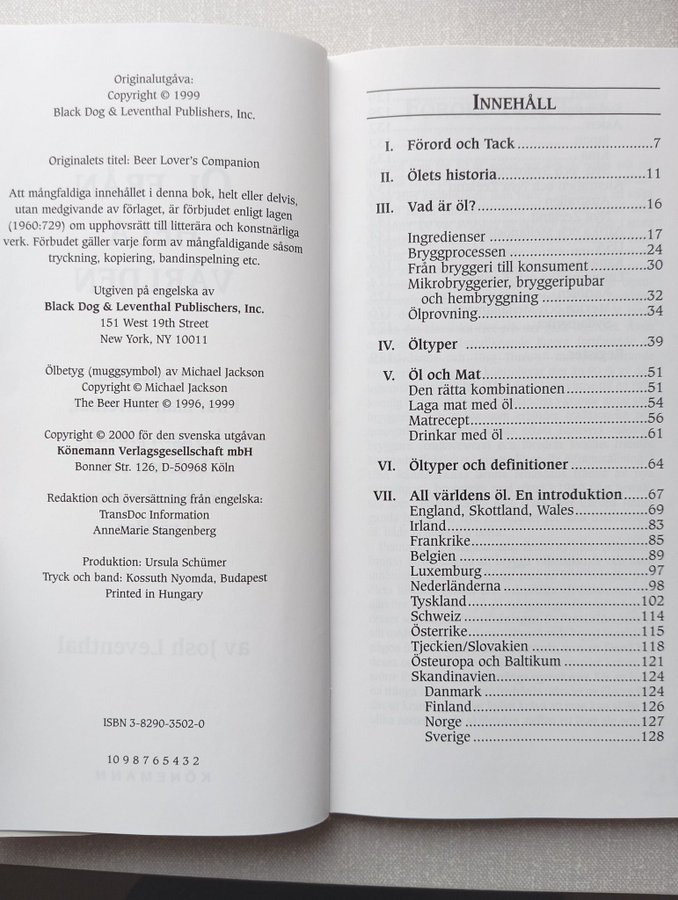 Originalutgåva:
Copyright © 1999
Black Dog & Leventhal Publishers, Inc.
Originalets titel: Beer Lover's Companion
Att mångfaldiga innehållet i denna bok, helt eller delvis,
utan medgivande av förlaget, är förbjudet enligt lagen
(1960:729) om upphovsrätt till litterära och konstnärliga
verk. Förbudet gäller varje form av mångfaldigande såsom
tryckning, kopiering, bandinspelning etc.
Utgiven på engelska av
Black Dog & Leventhal Publischers, Inc.
151 West 19th Street
New York, NY 10011
Ölbetyg (muggsymbol) av Michael Jackson
Copyright © Michael Jackson
The Beer Hunter © 1996, 1999
Copyright © 2000 för den svenska utgåvan
Könemann Verlagsgesellschaft mbH
Bonner Str. 126, D-50968 Köln
Redaktion och översättning från engelska:
TransDoc Information
AnneMarie Stangenberg
Produktion: Ursula Schümer
Tryck och band: Kossuth Nyomda, Budapest
Printed in Hungary
av Josh Leventhal
ISBN 3-8290-3502-0
10 9 8 7 6 5 4 3 2
KÖNEMANN
INNEHÅLL
I. Förord och Tack ..........7
II. Ölets historia..........11
III. Vad är öl?..........16
Ingredienser ..........17
Bryggprocessen ..........24
Från bryggeri till konsument ..........30
Mikrobryggerier, bryggeripubar
och hembryggning ..........32
Ölprovning..........34
IV. Öltyper ..........39
V. Öl och Mat..........51
Den rätta kombinationen ..........51
Laga mat med öl..........54
Matrecept..........56
Drinkar med öl ..........61
VI. Öltyper och definitioner ..........64
VII. All världens öl. En introduktion ......67
England, Skottland, Wales..........69
Irland..........83
Frankrike..........85
Belgien ..........89
Luxemburg..........97
Nederländerna ..........98
Tyskland ..........102
Schweiz ..........114
Österrike..........115
Tjeckien/Slovakien ..........118
Östeuropa och Baltikum ..........121
Skandinavien..........124
Danmark ..........124
Finland..........126
Norge ..........127
Sverige ..........128